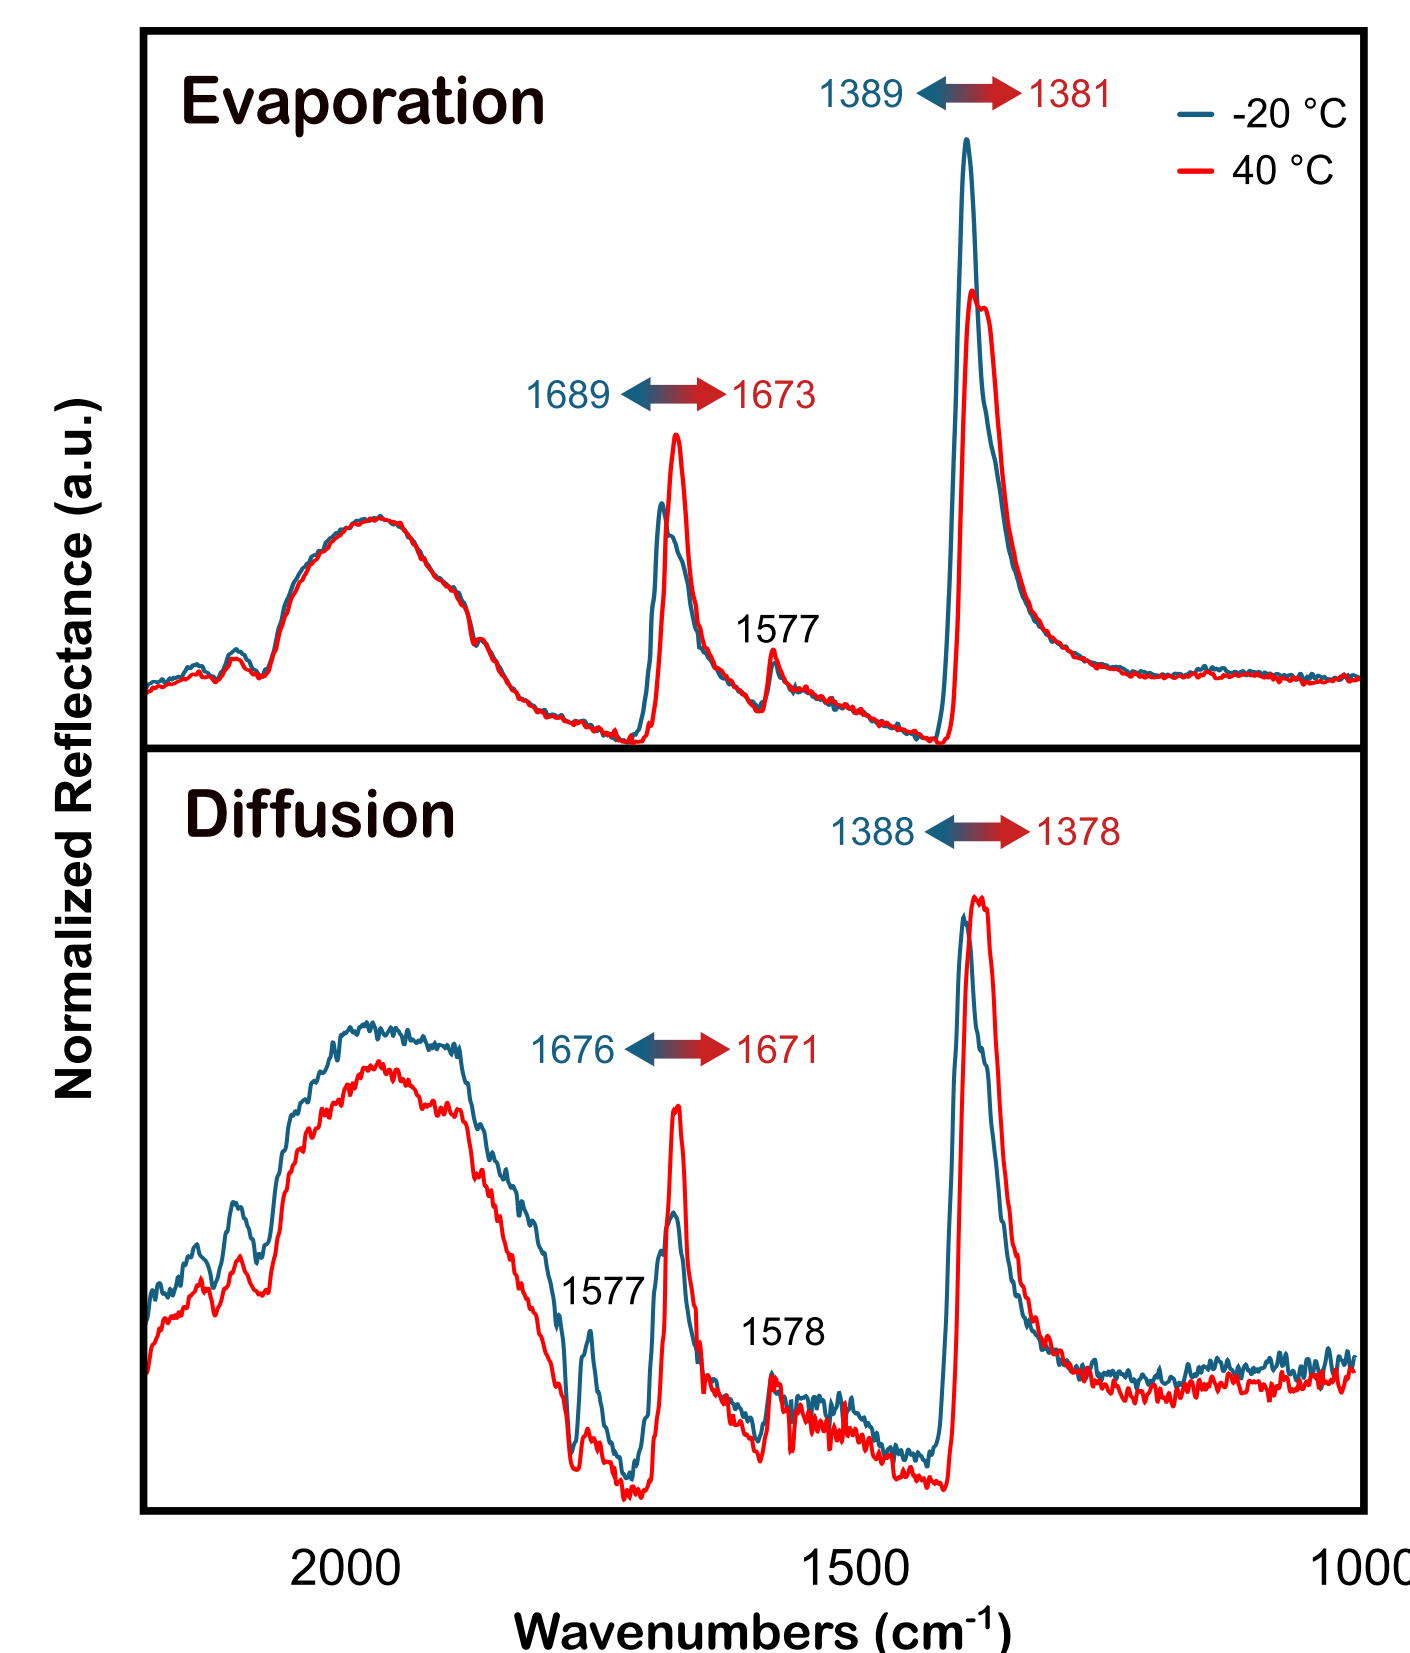 Evaporation
1389 1381
-20 °C
40 °C
1689 1673
1577
Normalized Reflectance (a.u.)
Diffusion
1388 1378
1676 1671
1577
1578
2000 1500 1000
Wavenumbers (cm-1)